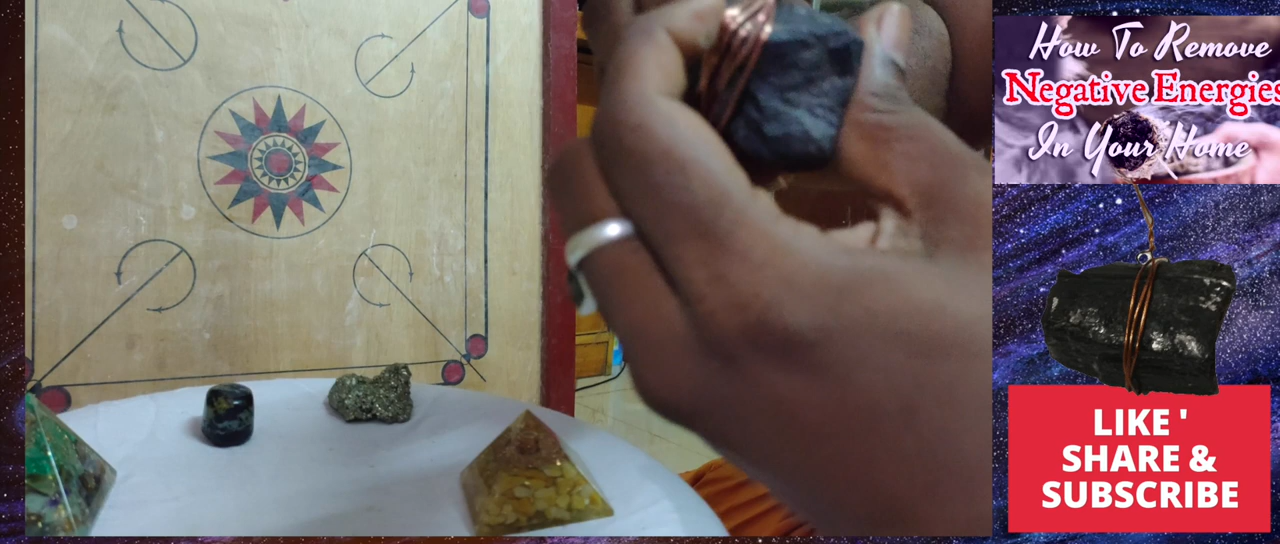 How To Remove
Negative Energies
In Your Home
LIKE '
SHARE &
SUBSCRIBE